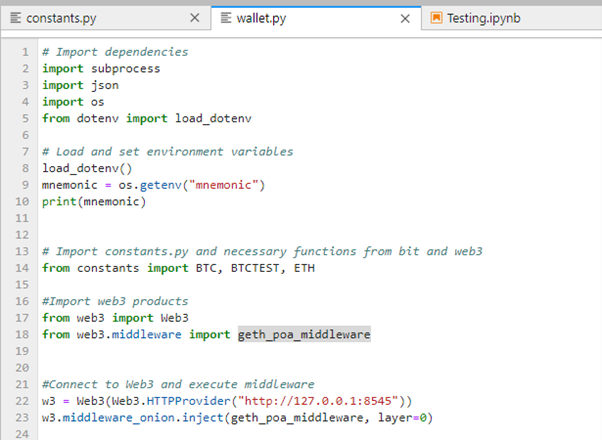 constants.py × wallet.py × Testing.ipynb
1 # Import dependencies
2 import subprocess
3 import json
4 import os
5 from dotenv import load_dotenv
6
7 # Load and set environment variables
8 load_dotenv()
9 mnemonic = os.getenv("mnemonic")
10 print(mnemonic)
11
12
13 # Import constants.py and necessary functions from bit and web3
14 from constants import BTC, BTCTEST, ETH
15
16 #Import web3 products
17 from web3 import Web3
18 from web3.middleware import geth_poa_middleware
19
20
21 #Connect to Web3 and execute middleware
22 w3 = Web3(Web3.HTTPProvider("http://127.0.0.1:8545"))
23 w3.middleware_onion.inject(geth_poa_middleware, layer=0)
24